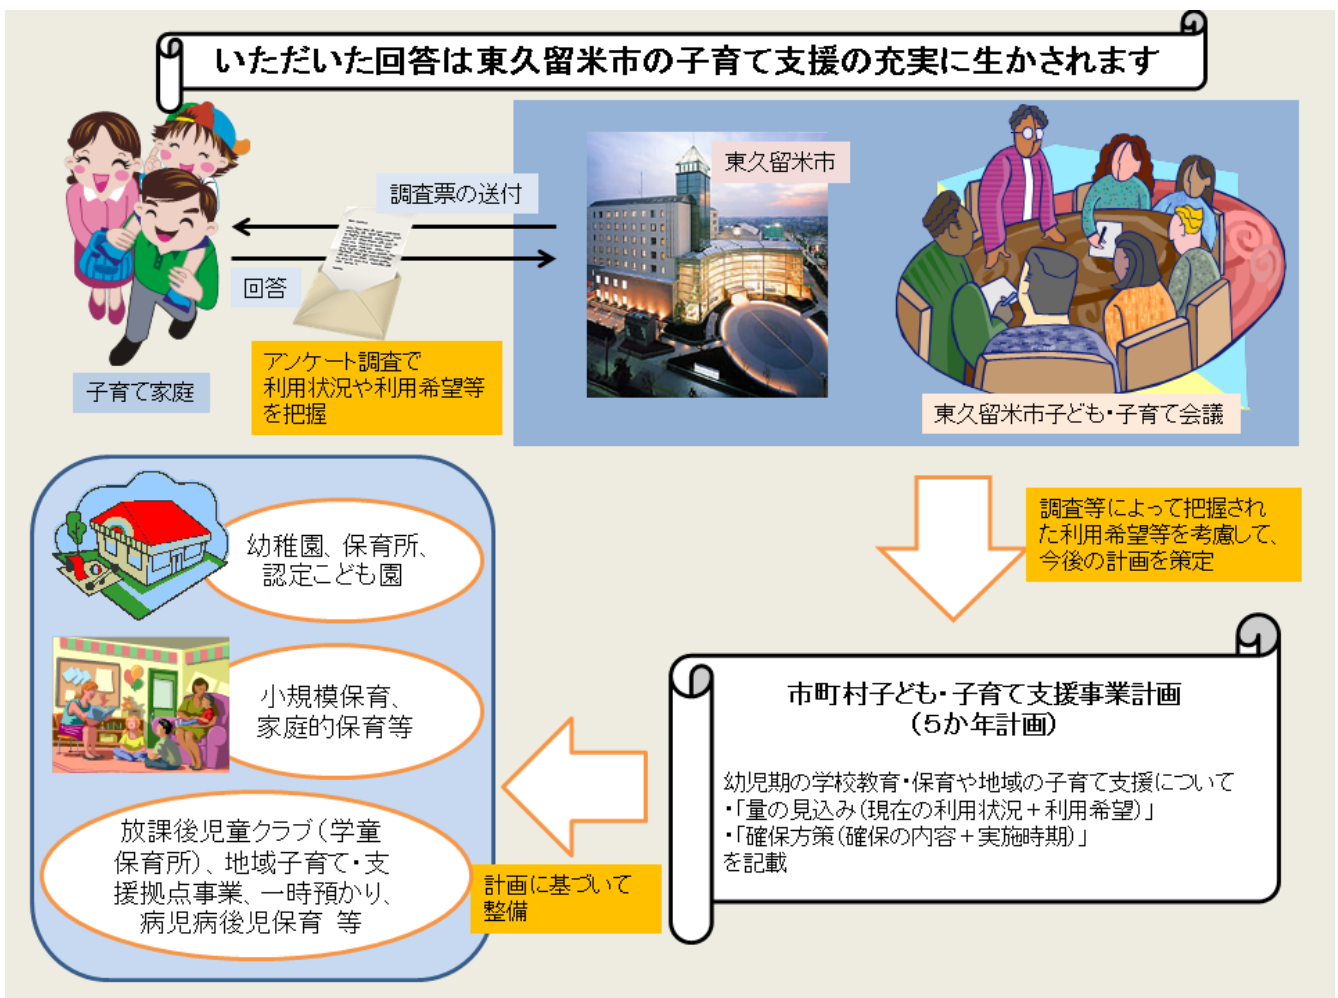 いただいた回答は東久留米市の子育て支援の充実に生かされます
東久留米市
調査票の送付
回答
子育て家庭
アンケート調査で
利用状況や利用希望等
を把握
東久留米市子ども・子育て会議
調査等によって把握され
た利用希望等を考慮して、
今後の計画を策定
市町村子ども・子育て支援事業計画
(5か年計画)
幼児期の学校教育・保育や地域の子育て支援について
・「量の見込み(現在の利用状況+利用希望)」
・「確保方策(確保の内容+実施時期)」
を記載
計画に基づいて
整備
幼稚園、保育所、
認定こども園
小規模保育、
家庭的保育等
放課後児童クラブ(学童
保育所)、地域子育て・支
援拠点事業、一時預かり、
病児病後児保育 等